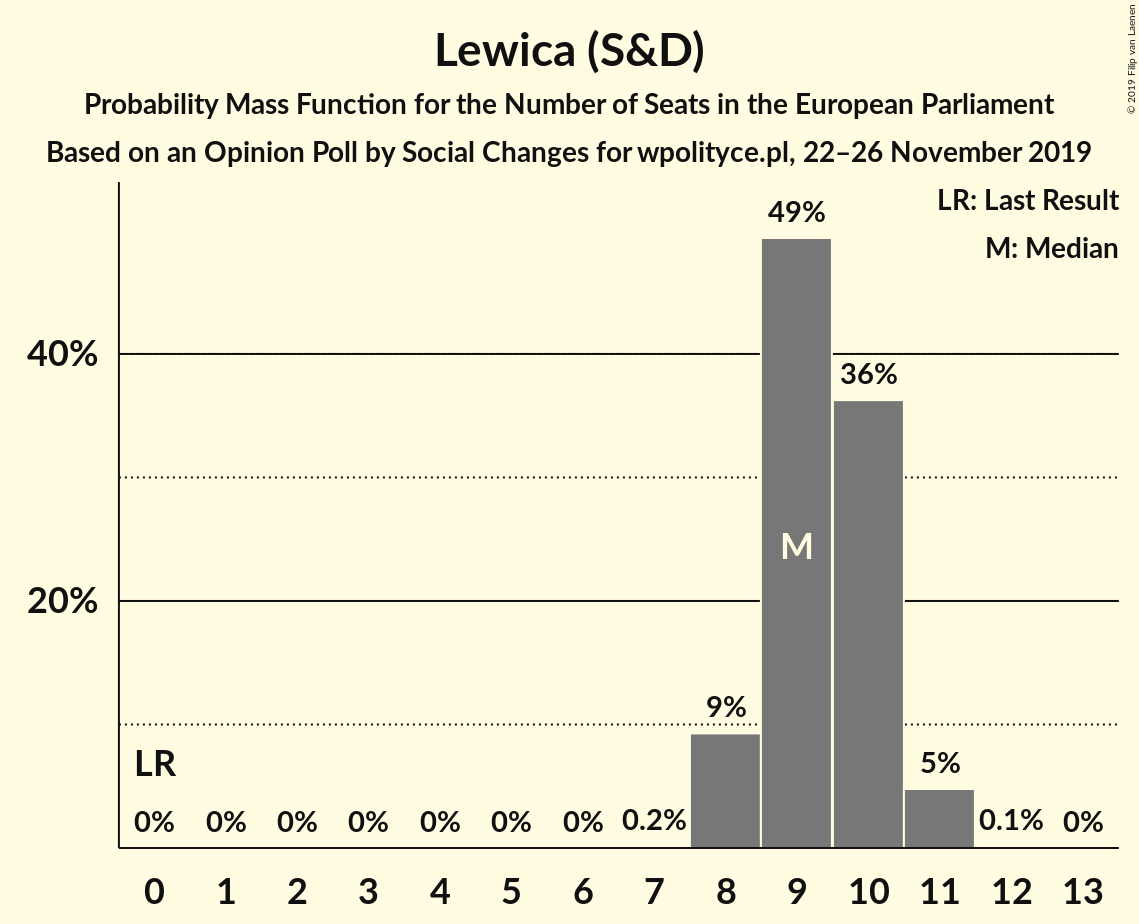 Lewica (S&D)
Probability Mass Function for the Number of Seats in the European Parliament
Based on an Opinion Poll by Social Changes for wpolityce.pl, 22–26 November 2019
© 2019 Filip van Laenen
LR: Last Result
M: Median
49%
40%
36%
M
20%
9%
LR
5%
0% 0% 0% 0% 0% 0% 0% 0.2% 0.1% 0%
0 1 2 3 4 5 6 7 8 9 10 11 12 13